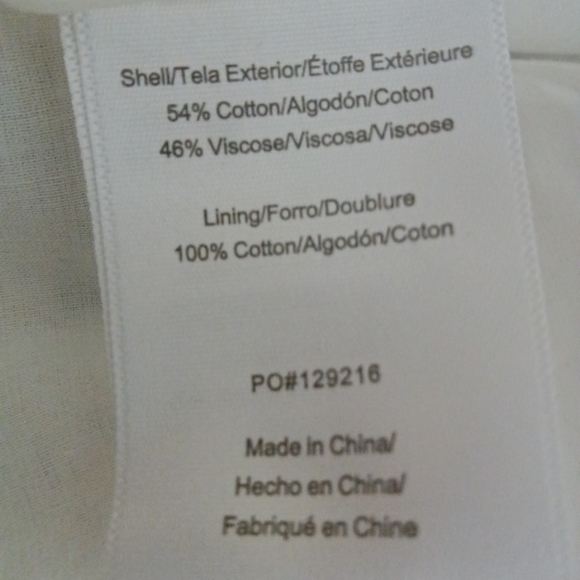 Shell/Tela Exterior/Étoffe Extérieure
54% Cotton/Algodón/Coton
46% Viscose/Viscosa/Viscose
Lining/Forro/Doublure
100% Cotton/Algodón/Coton
PO#129216
Made in China/
Hecho en China/
Fabriqué en Chine